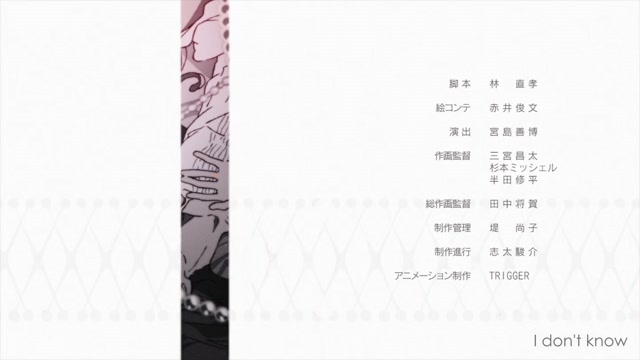 脚本 林 直孝
絵コンテ 赤井俊文
演出 宮島善博
作画監督 三宮昌太
杉本ミッシェル
半田修平
総作画監督 田中将賀
制作管理 堤 尚子
制作進行 志太駿介
アニメーション制作 TRIGGER
I don't know